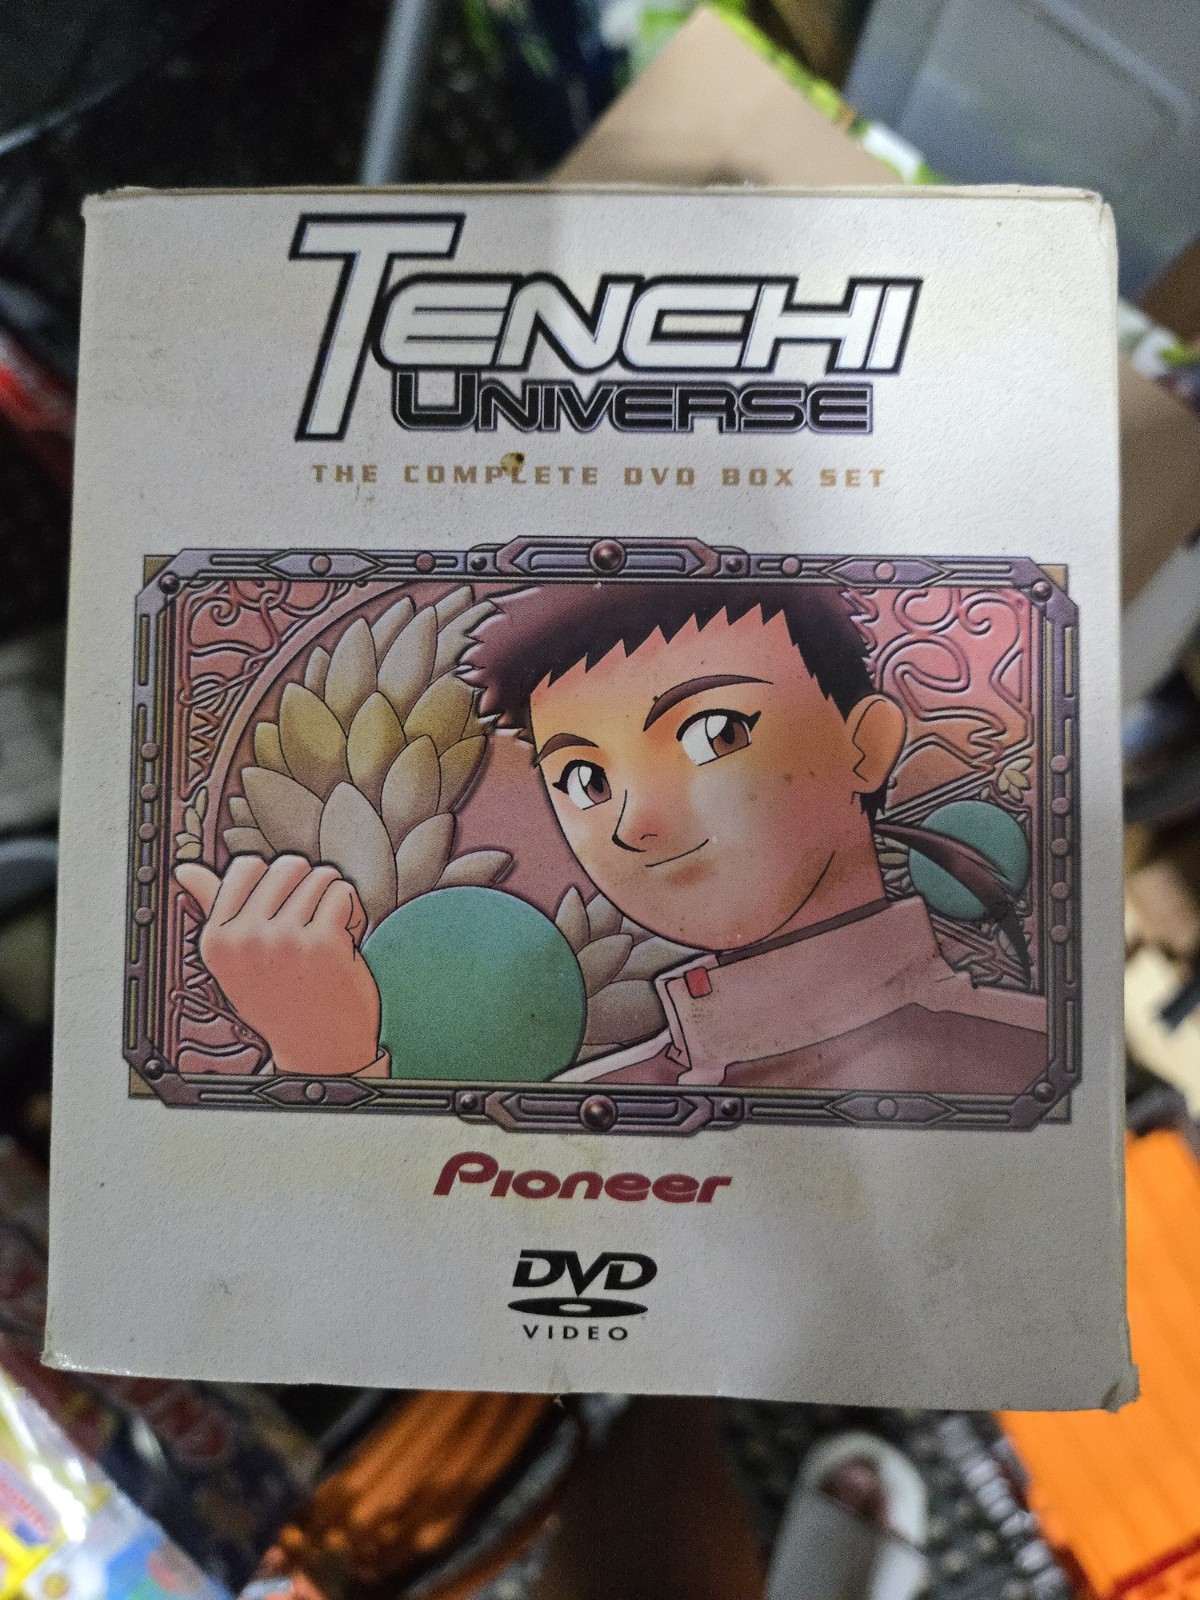 TENCHI
UNIVERSE
THE COMPLETE DVD BOX SET
Pioneer
DVD
VIDEO